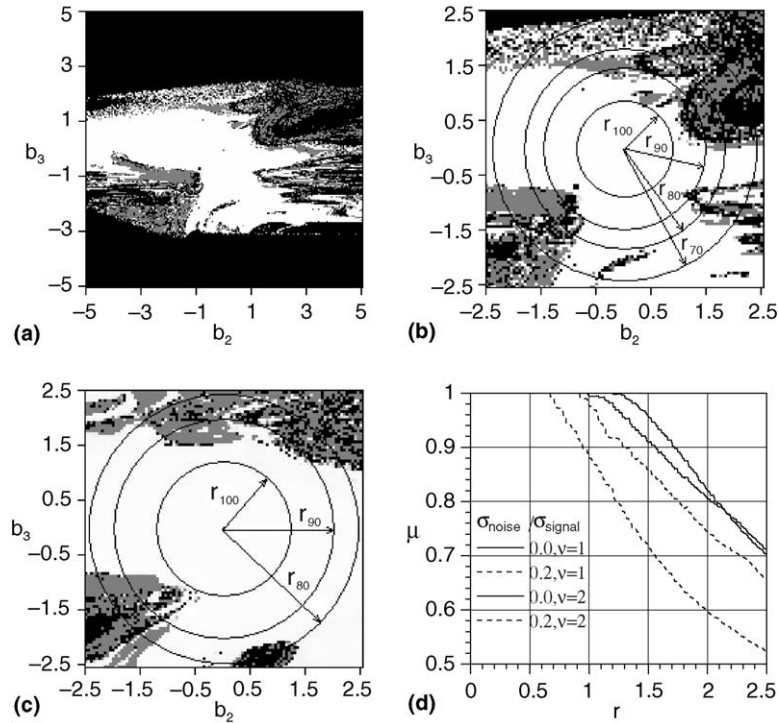 5
3
1
−1
−3
−5
b3
−5 −3 −1 1 3 5
b2
(a)
2.5
1.5
0.5
−0.5
−1.5
−2.5
b3
r100
r90
r80
r70
−2.5 −1.5 −0.5 0.5 1.5 2.5
b2
(b)
2.5
1.5
0.5
−0.5
−1.5
−2.5
b3
r100
r90
r80
−2.5 −1.5 −0.5 0.5 1.5 2.5
b2
(c)
1
0.9
0.8
0.7
0.6
0.5
μ
σnoise /σsignal
0.0,ν=1
0.2,ν=1
0.0,ν=2
0.2,ν=2
0 0.5 1 1.5 2 2.5
r
(d)